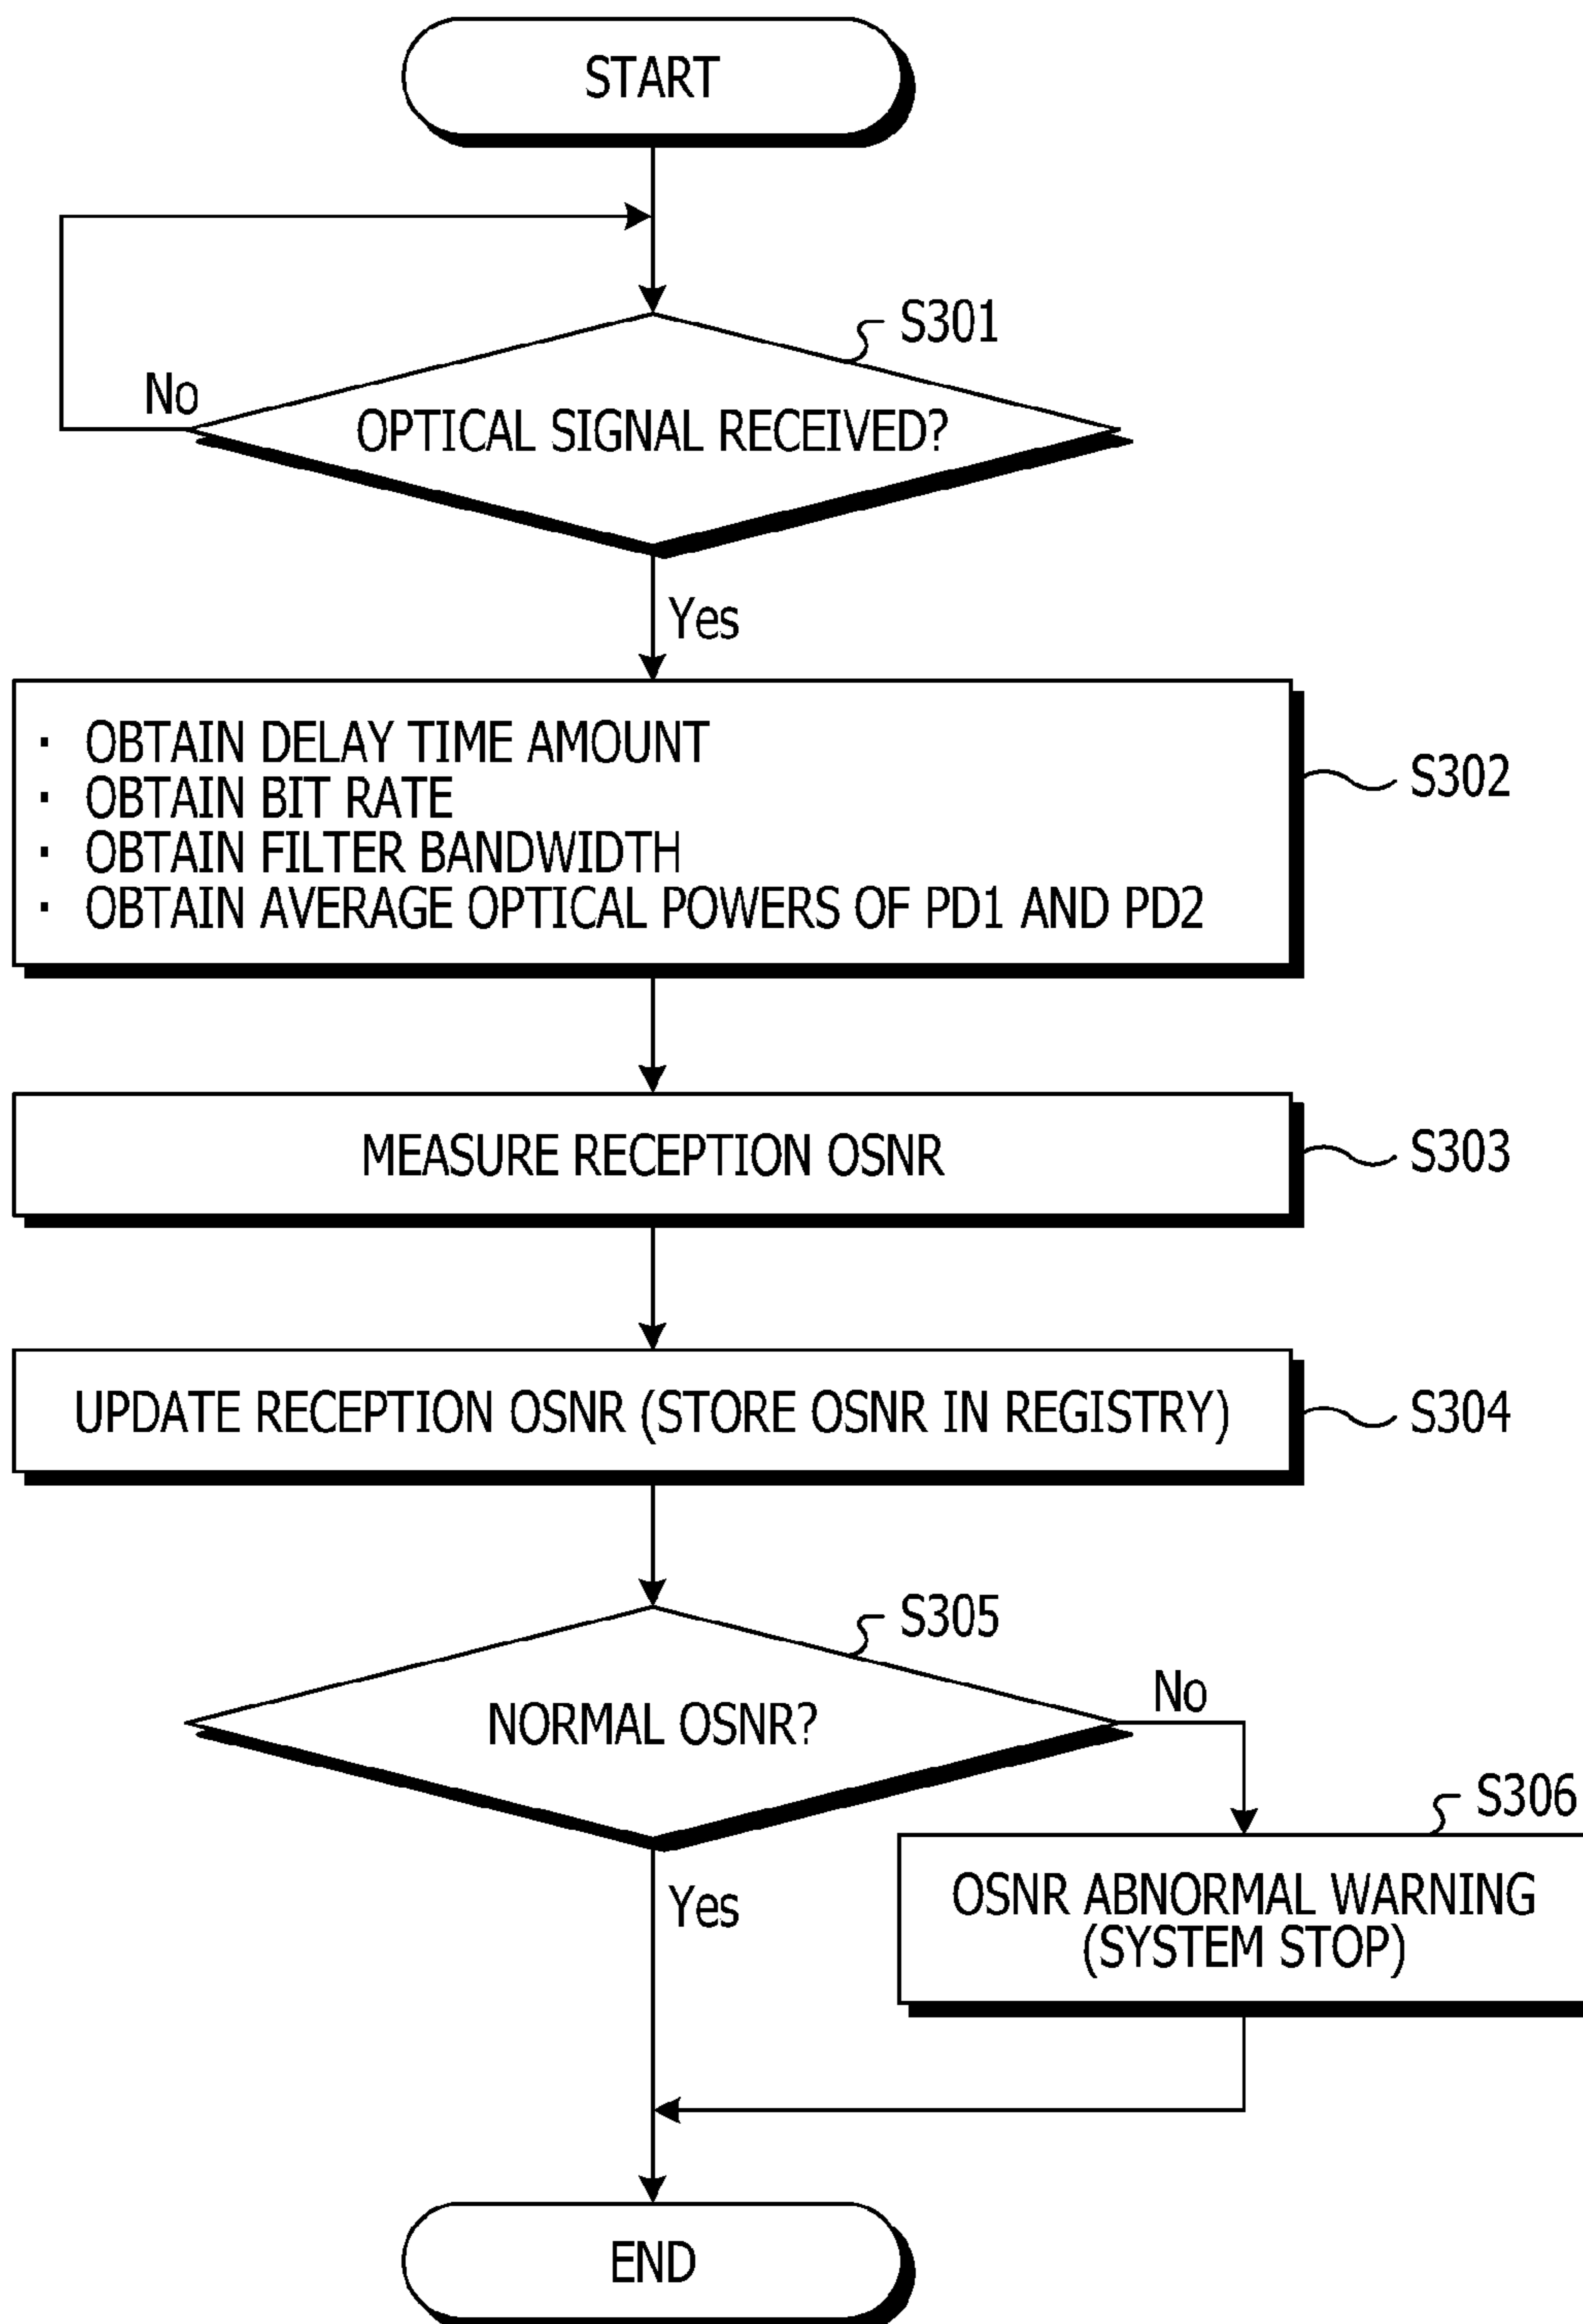 START
S301
No
OPTICAL SIGNAL RECEIVED?
Yes
· OBTAIN DELAY TIME AMOUNT
· OBTAIN BIT RATE
· OBTAIN FILTER BANDWIDTH
· OBTAIN AVERAGE OPTICAL POWERS OF PD1 AND PD2
S302
MEASURE RECEPTION OSNR
S303
UPDATE RECEPTION OSNR (STORE OSNR IN REGISTRY)
S304
S305
NORMAL OSNR?
No
S306
OSNR ABNORMAL WARNING
(SYSTEM STOP)
Yes
END